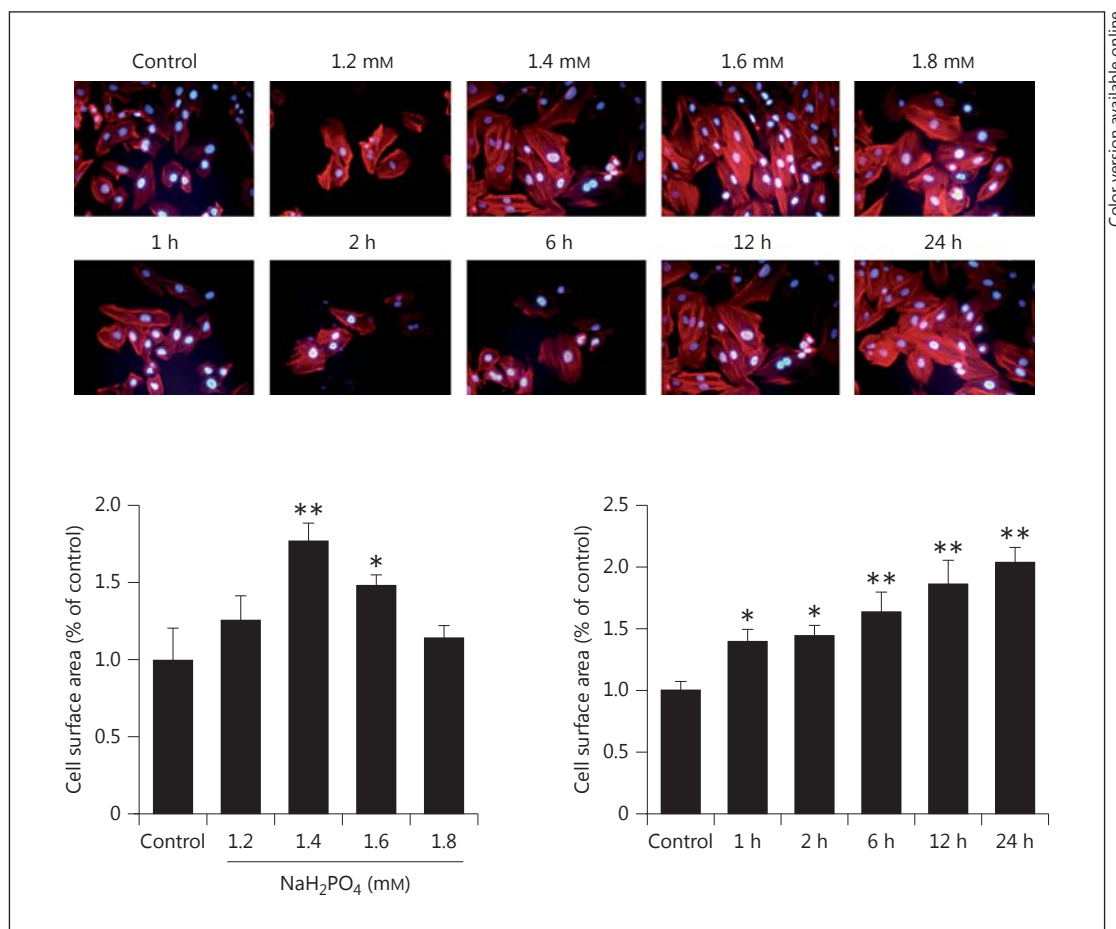 Color version available online
Control 1.2 mM 1.4 mM 1.6 mM 1.8 mM
1 h 2 h 6 h 12 h 24 h
Cell surface area (% of control)
2.0
1.5
1.0
0.5
0
** *
Control 1.2 1.4 1.6 1.8
NaH₂PO₄ (mM)
Cell surface area (% of control)
2.5
2.0
1.5
1.0
0.5
0
* * ** ** **
Control 1 h 2 h 6 h 12 h 24 h